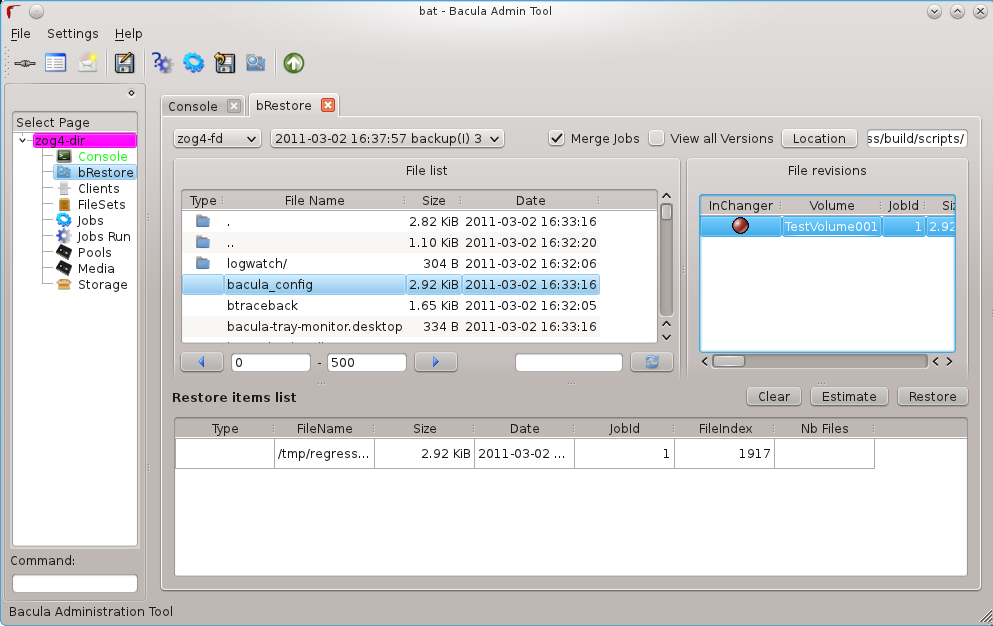 bat - Bacula Admin Tool
File Settings Help
Console bRestore
Select Page
zog4-dir
Console
bRestore
Clients
FileSets
Jobs
Jobs Run
Pools
Media
Storage
Command:
zog4-fd 2011-03-02 16:37:57 backup(I) 3 Merge Jobs View all Versions Location ss/build/scripts/
File list
Type File Name Size Date
. 2.82 KiB 2011-03-02 16:33:16
.. 1.10 KiB 2011-03-02 16:32:20
logwatch/ 304 B 2011-03-02 16:32:06
bacula_config 2.92 KiB 2011-03-02 16:33:16
btraceback 1.65 KiB 2011-03-02 16:32:05
bacula-tray-monitor.desktop 334 B 2011-03-02 16:33:16
0 - 500
File revisions
InChanger Volume JobId Siz
TestVolume001 1 2.92
Restore items list Clear Estimate Restore
Type FileName Size Date JobId FileIndex Nb Files
/tmp/regress... 2.92 KiB 2011-03-02 ... 1 1917
Bacula Administration Tool